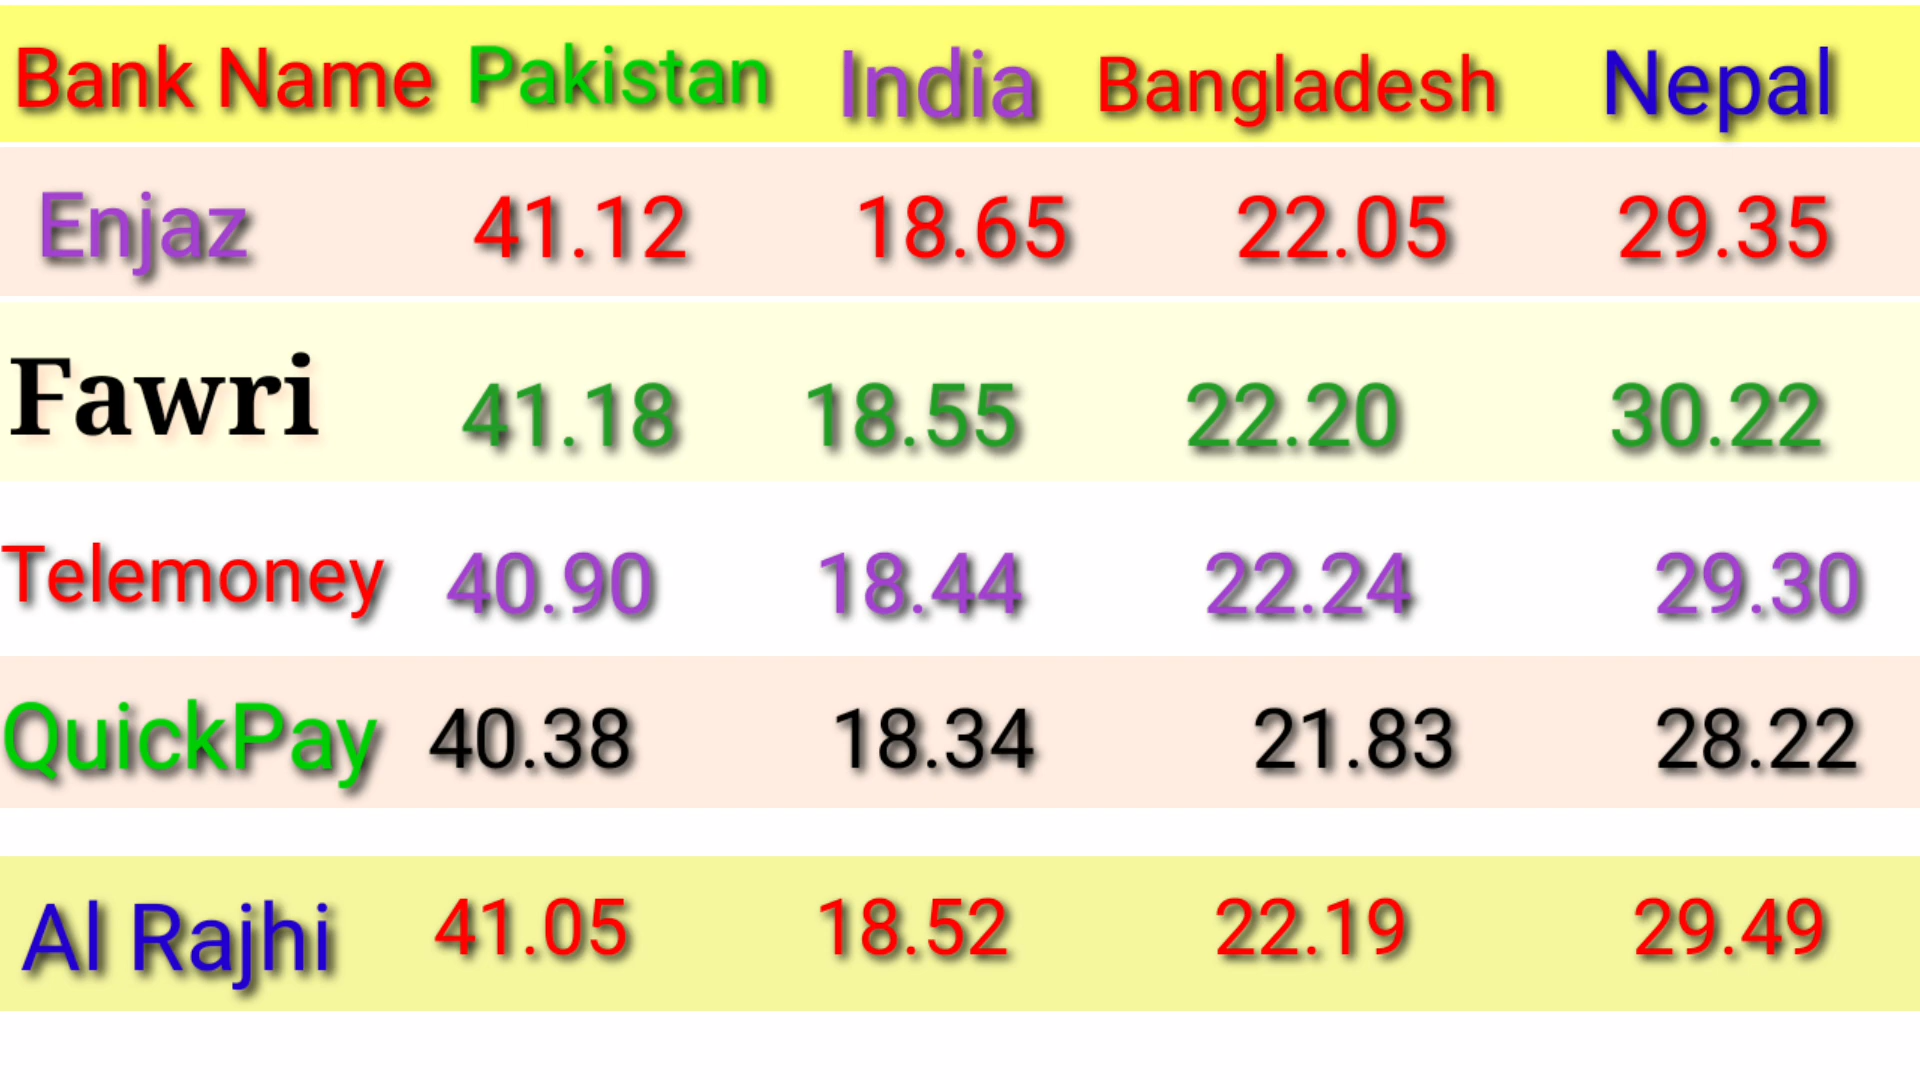 Bank Name Pakistan India Bangladesh Nepal
Enjaz 41.12 18.65 22.05 29.35
Fawri 41.18 18.55 22.20 30.22
Telemoney 40.90 18.44 22.24 29.30
QuickPay 40.38 18.34 21.83 28.22
Al Rajhi 41.05 18.52 22.19 29.49